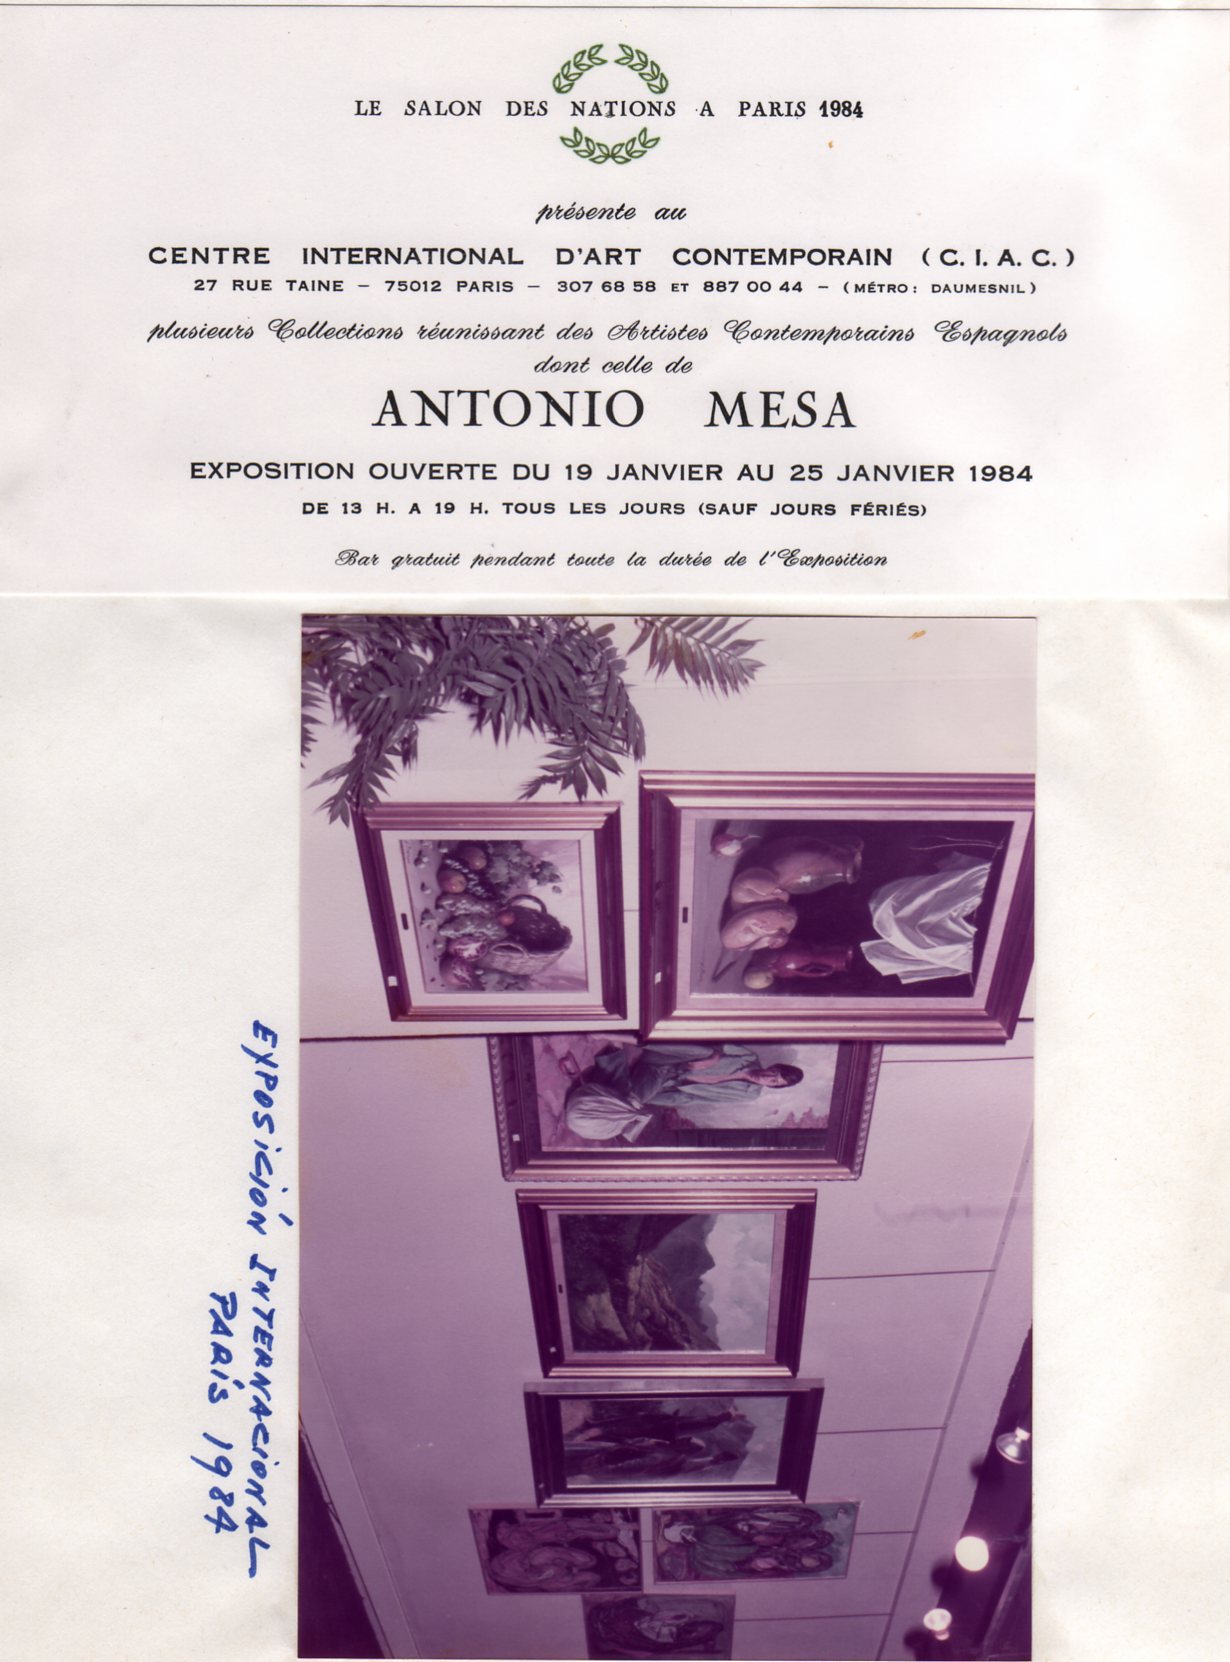 LE SALON DES NATIONS A PARIS 1984
présente au
CENTRE INTERNATIONAL D'ART CONTEMPORAIN (C. I. A. C.)
27 RUE TAINE – 75012 PARIS – 307 68 58 ET 887 00 44 – (MÉTRO: DAUMESNIL)
plusieurs Collections réunissant des Artistes Contemporains Espagnols
dont celle de
ANTONIO MESA
EXPOSITION OUVERTE DU 19 JANVIER AU 25 JANVIER 1984
DE 13 H. A 19 H. TOUS LES JOURS (SAUF JOURS FÉRIÉS)
Bar gratuit pendant toute la durée de l'Exposition
EXPOSICIÓN INTERNACIONAL
PARÍS 1984